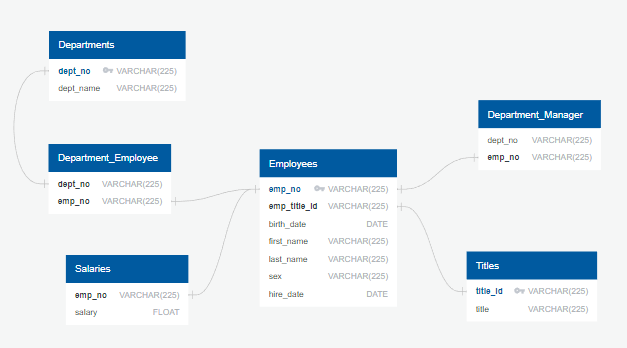 Departments
dept_no VARCHAR(225)
dept_name VARCHAR(225)
Department_Employee
dept_no VARCHAR(225)
emp_no VARCHAR(225)
Salaries
emp_no VARCHAR(225)
salary FLOAT
Employees
emp_no VARCHAR(225)
emp_title_id VARCHAR(225)
birth_date DATE
first_name VARCHAR(225)
last_name VARCHAR(225)
sex VARCHAR(225)
hire_date DATE
Department_Manager
dept_no VARCHAR(225)
emp_no VARCHAR(225)
Titles
title_id VARCHAR(225)
title VARCHAR(225)